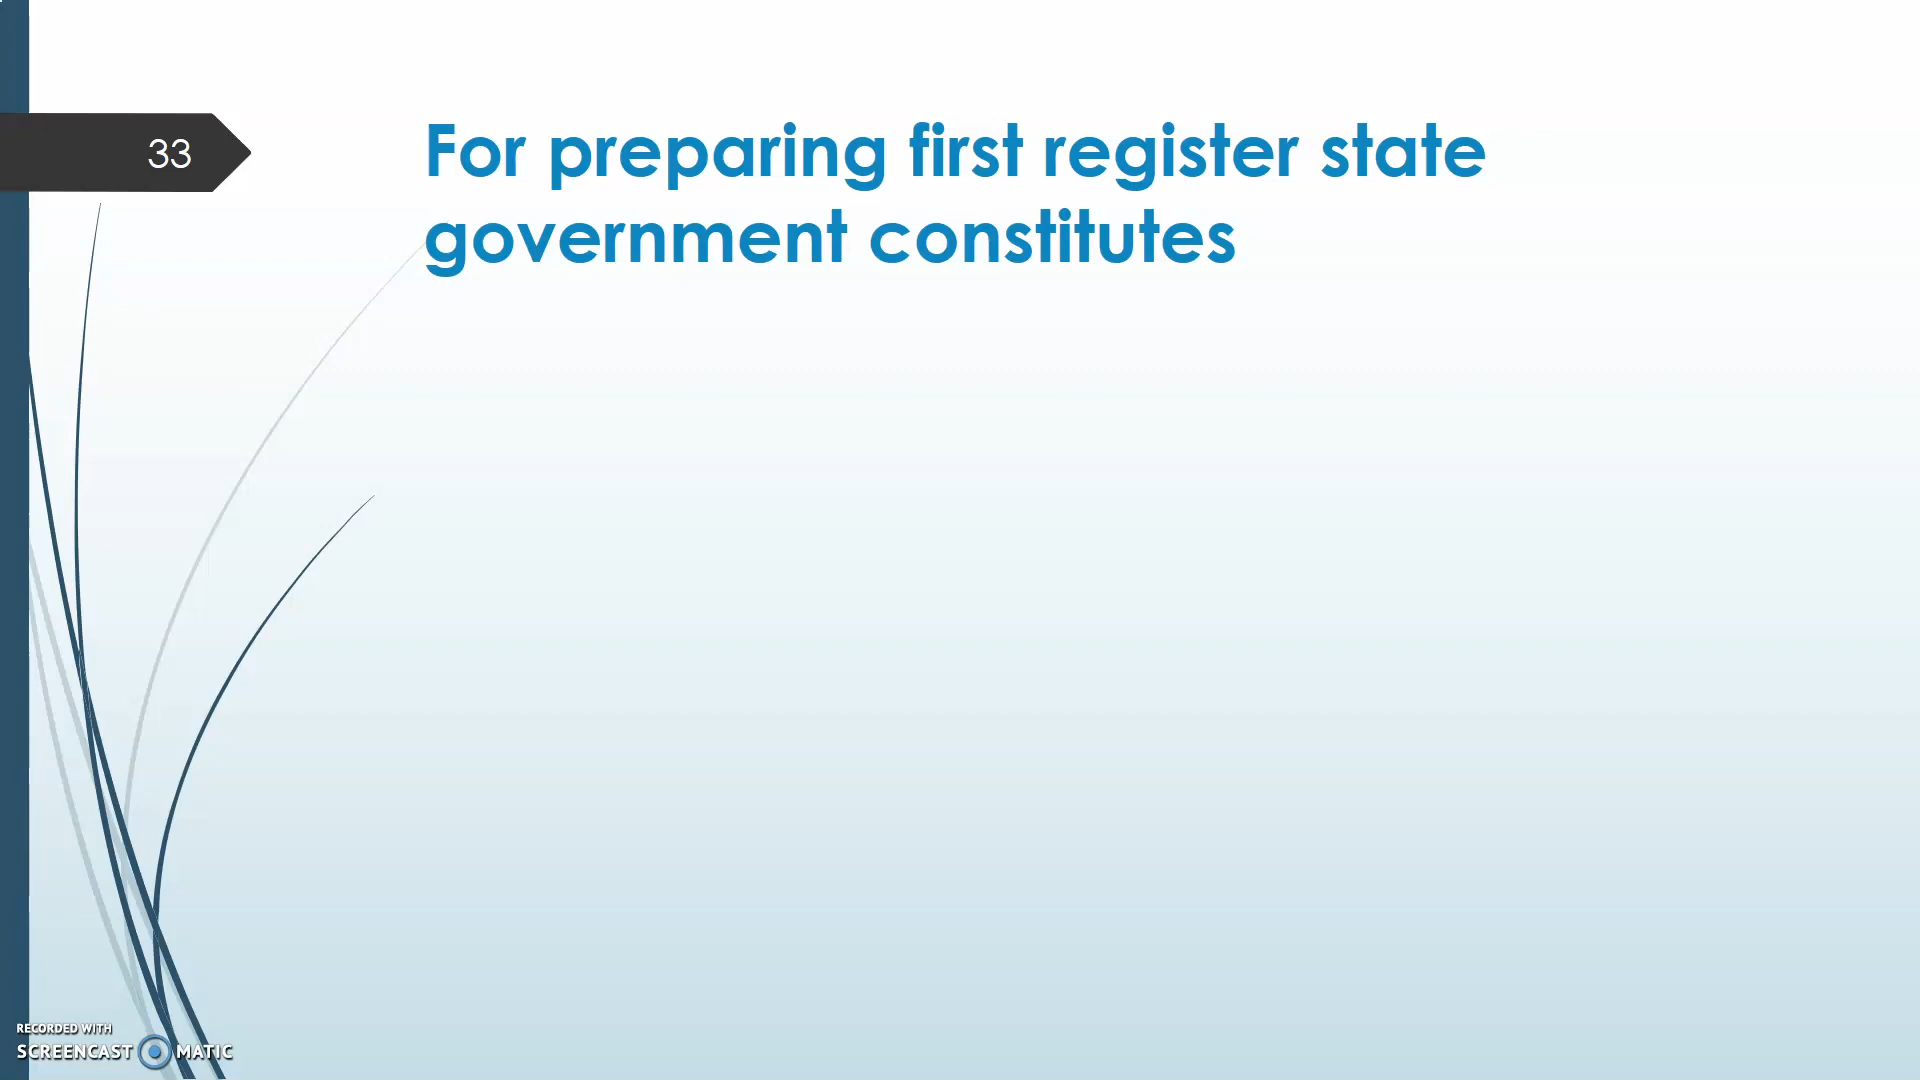 33
For preparing first register state
government constitutes
RECORDED WITH
SCREENCAST MATIC